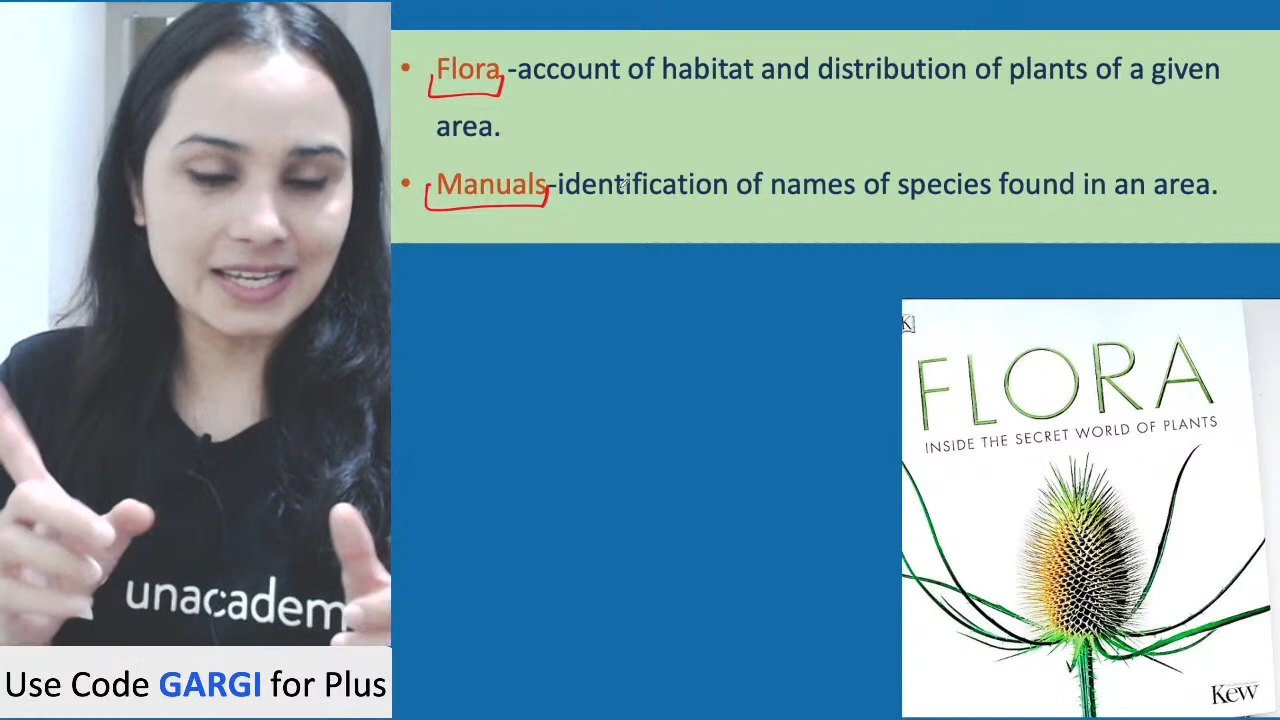 • Flora -account of habitat and distribution of plants of a given
area.
• Manuals-identification of names of species found in an area.
FLORA
INSIDE THE SECRET WORLD OF PLANTS
Kew
unacadem
Use Code GARGI for Plus